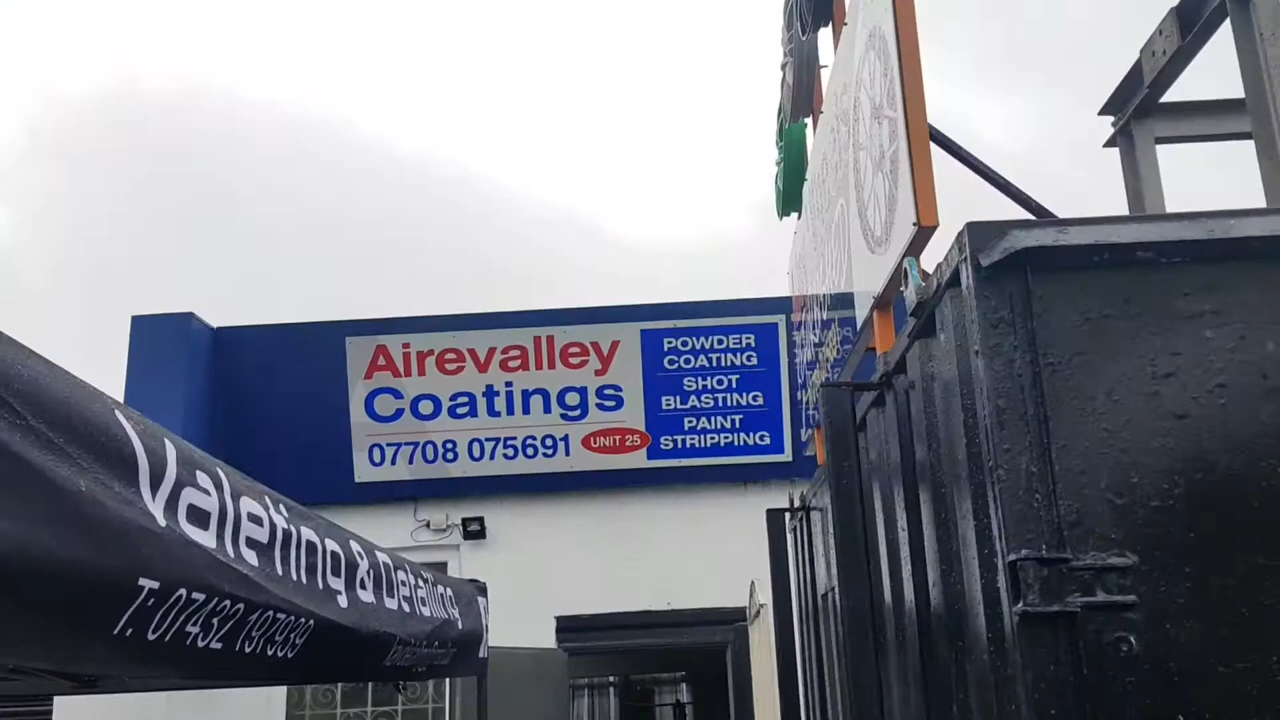 Airevalley
Coatings
07708 075691
UNIT 25
POWDER
COATING
SHOT
BLASTING
PAINT
STRIPPING
Valeting & Detailing
T: 07432 197939